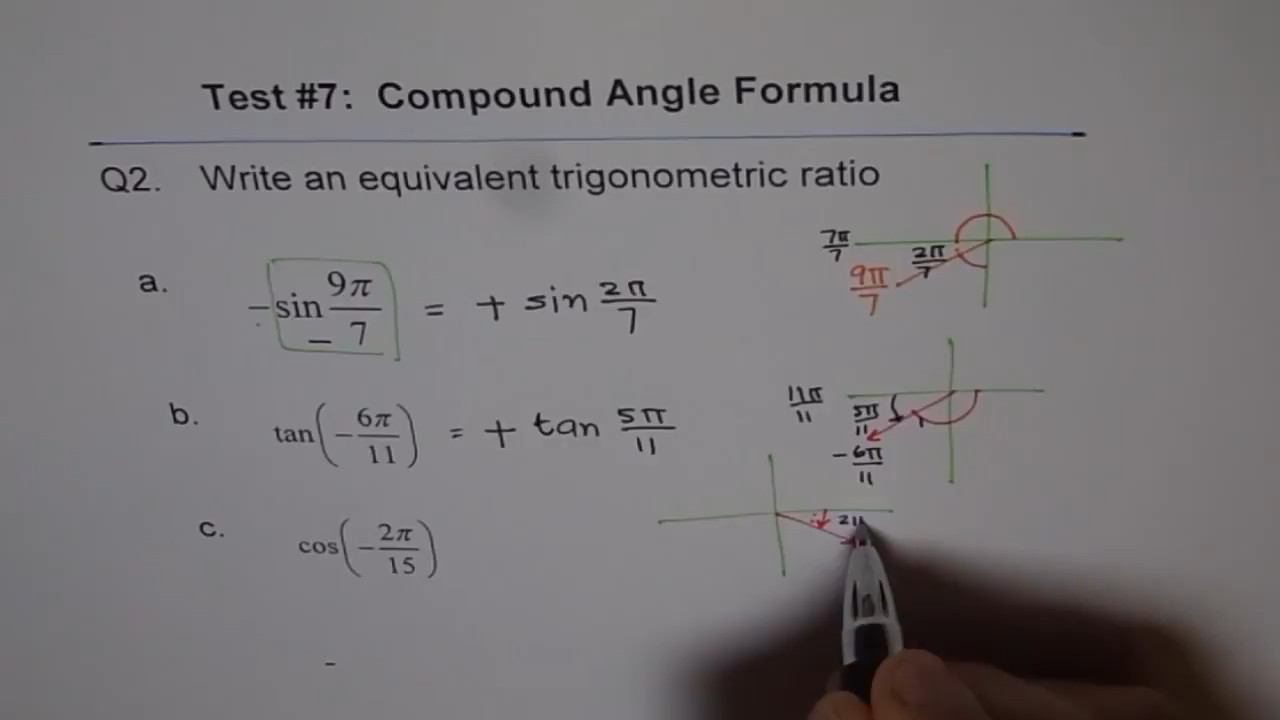 Test #7: Compound Angle Formula
Q2. Write an equivalent trigonometric ratio
a. -sin 9π/7 = + sin 2π/7
7π/7 2π/7
9π/7
b. tan(-6π/11) = + tan 5π/11
11π/11 5π/11
-6π/11
c. cos(-2π/15)